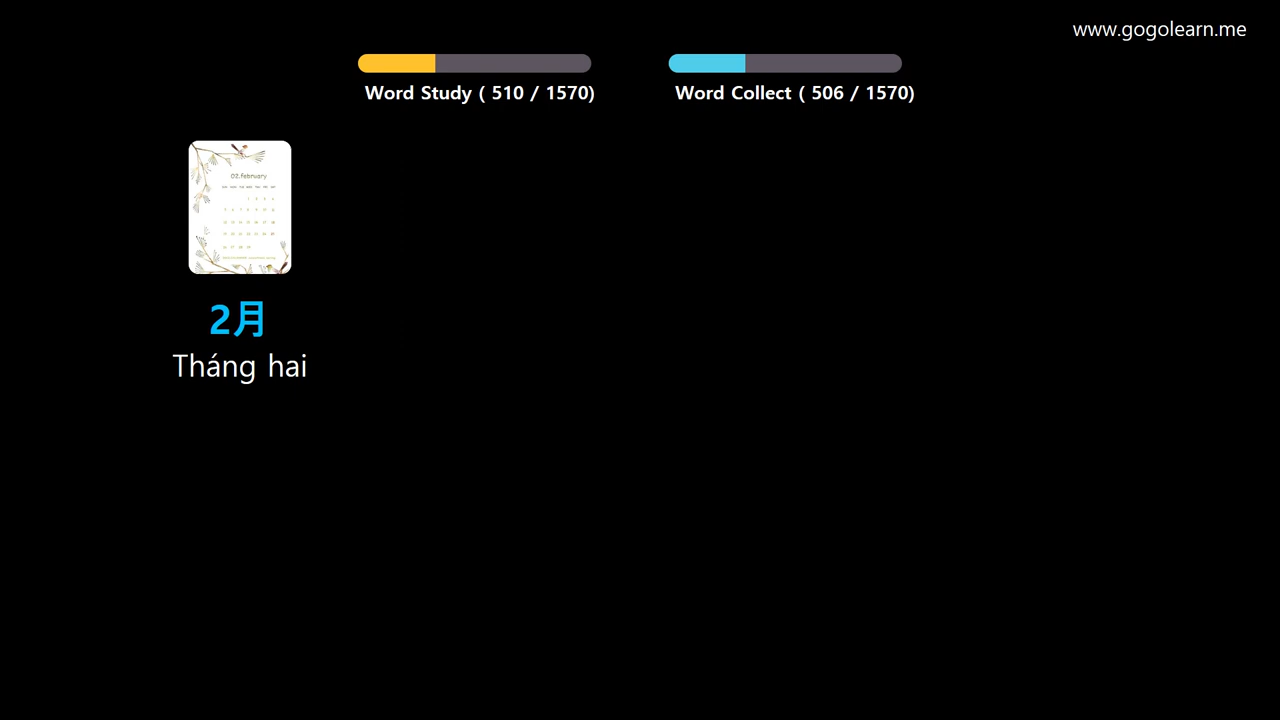 www.gogolearn.me
Word Study ( 510 / 1570)
Word Collect ( 506 / 1570)
02.february
2月
Tháng hai